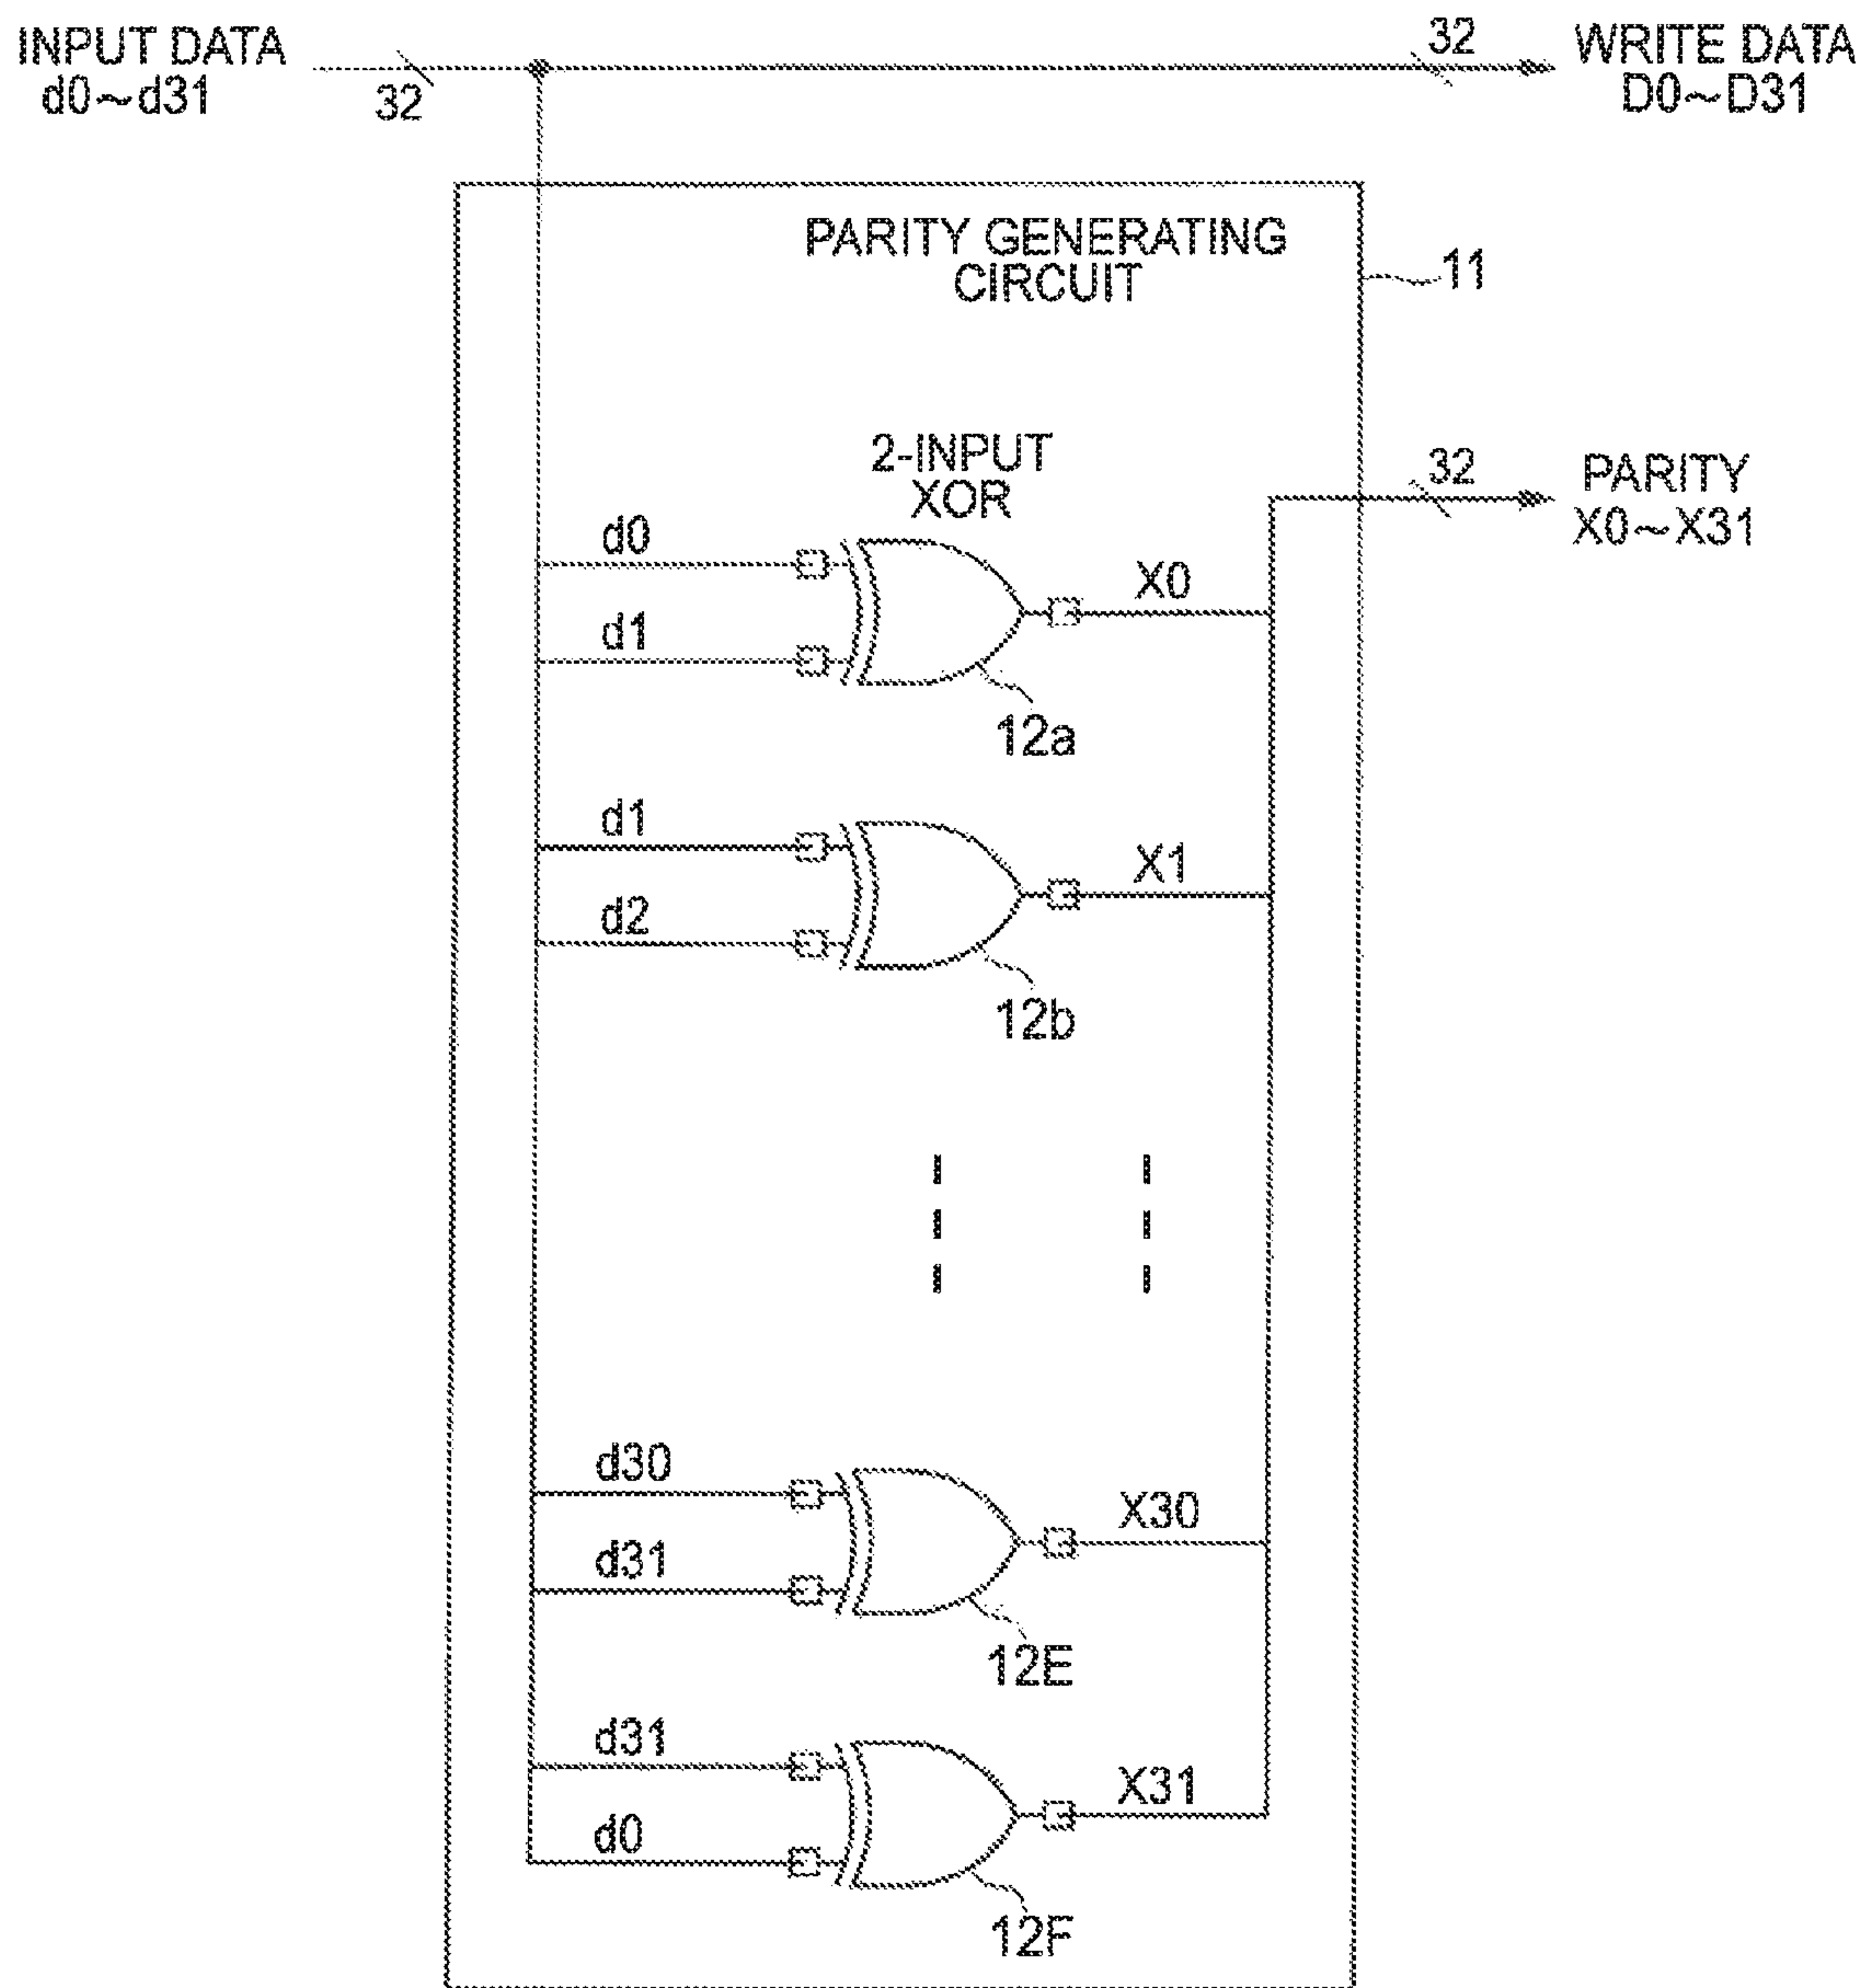 INPUT DATA
d0~d31
32
32
WRITE DATA
D0~D31
PARITY GENERATING
CIRCUIT
11
2-INPUT
XOR
32
PARITY
X0~X31
d0
d1
X0
12a
d1
d2
X1
12b
d30
d31
X30
12E
d31
d0
X31
12F